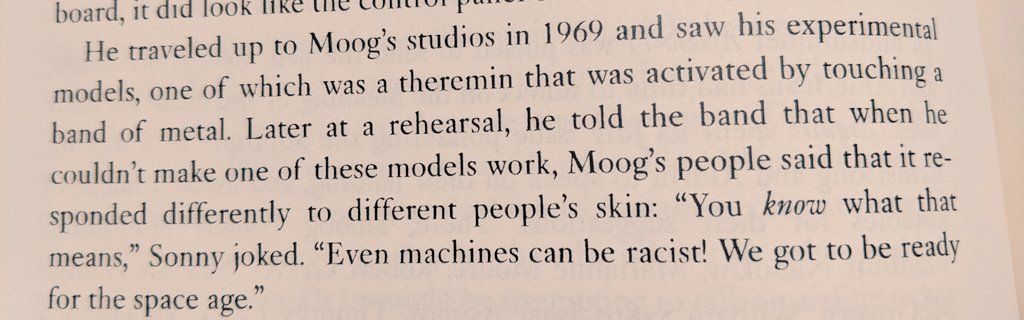 board, it did look like the control
He traveled up to Moog's studios in 1969 and saw his experimental
models, one of which was a theremin that was activated by touching a
band of metal. Later at a rehearsal, he told the band that when he
couldn't make one of these models work, Moog's people said that it re-
sponded differently to different people's skin: “You know what that
means,” Sonny joked. “Even machines can be racist! We got to be ready
for the space age.”